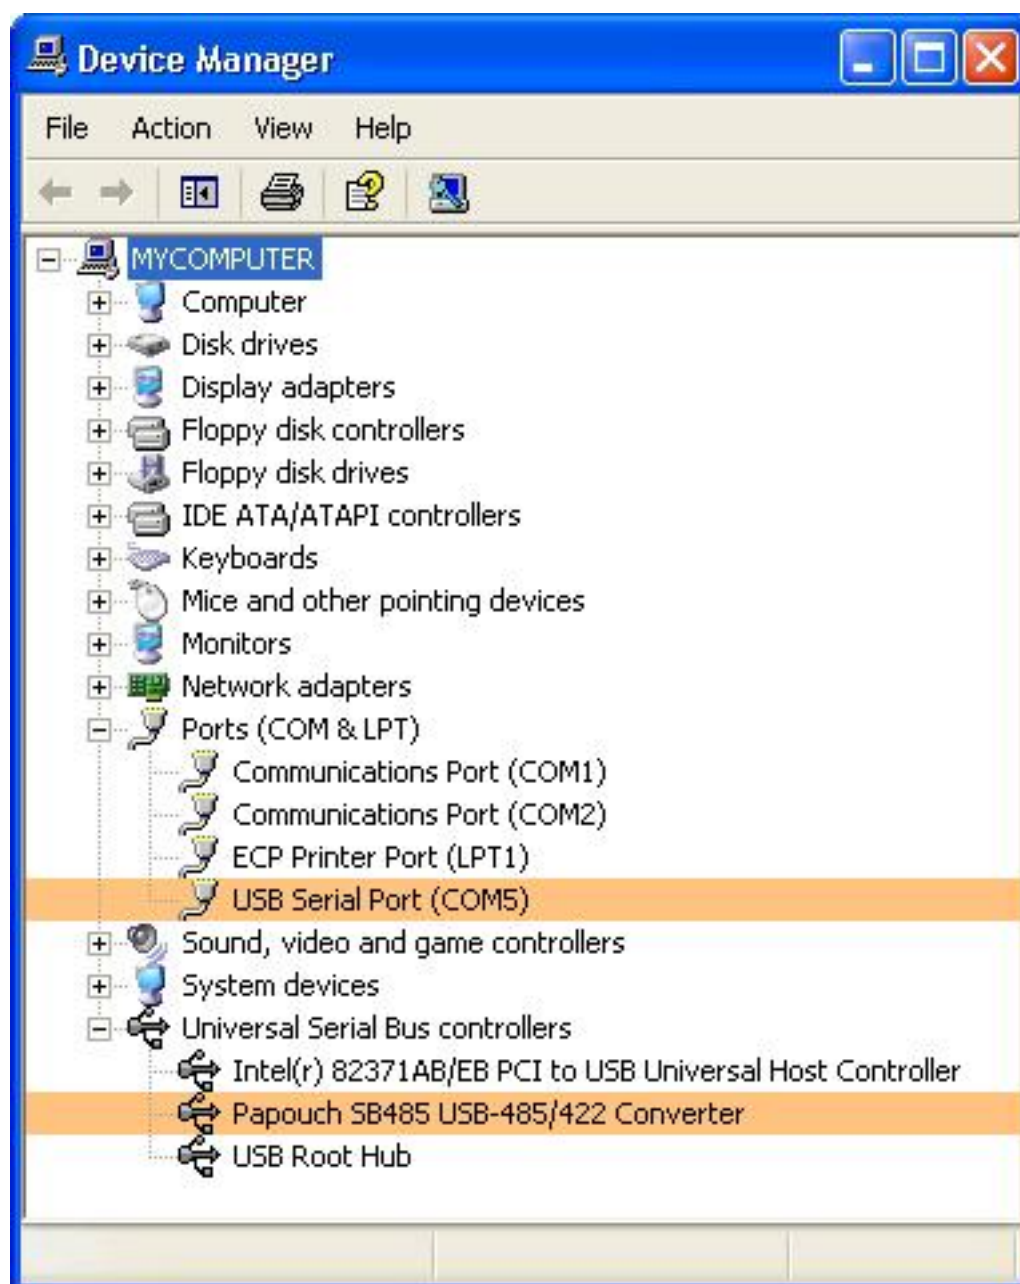 Device Manager
File Action View Help
MYCOMPUTER
Computer
Disk drives
Display adapters
Floppy disk controllers
Floppy disk drives
IDE ATA/ATAPI controllers
Keyboards
Mice and other pointing devices
Monitors
Network adapters
Ports (COM & LPT)
Communications Port (COM1)
Communications Port (COM2)
ECP Printer Port (LPT1)
USB Serial Port (COM5)
Sound, video and game controllers
System devices
Universal Serial Bus controllers
Intel(r) 82371AB/EB PCI to USB Universal Host Controller
Papouch SB485 USB-485/422 Converter
USB Root Hub